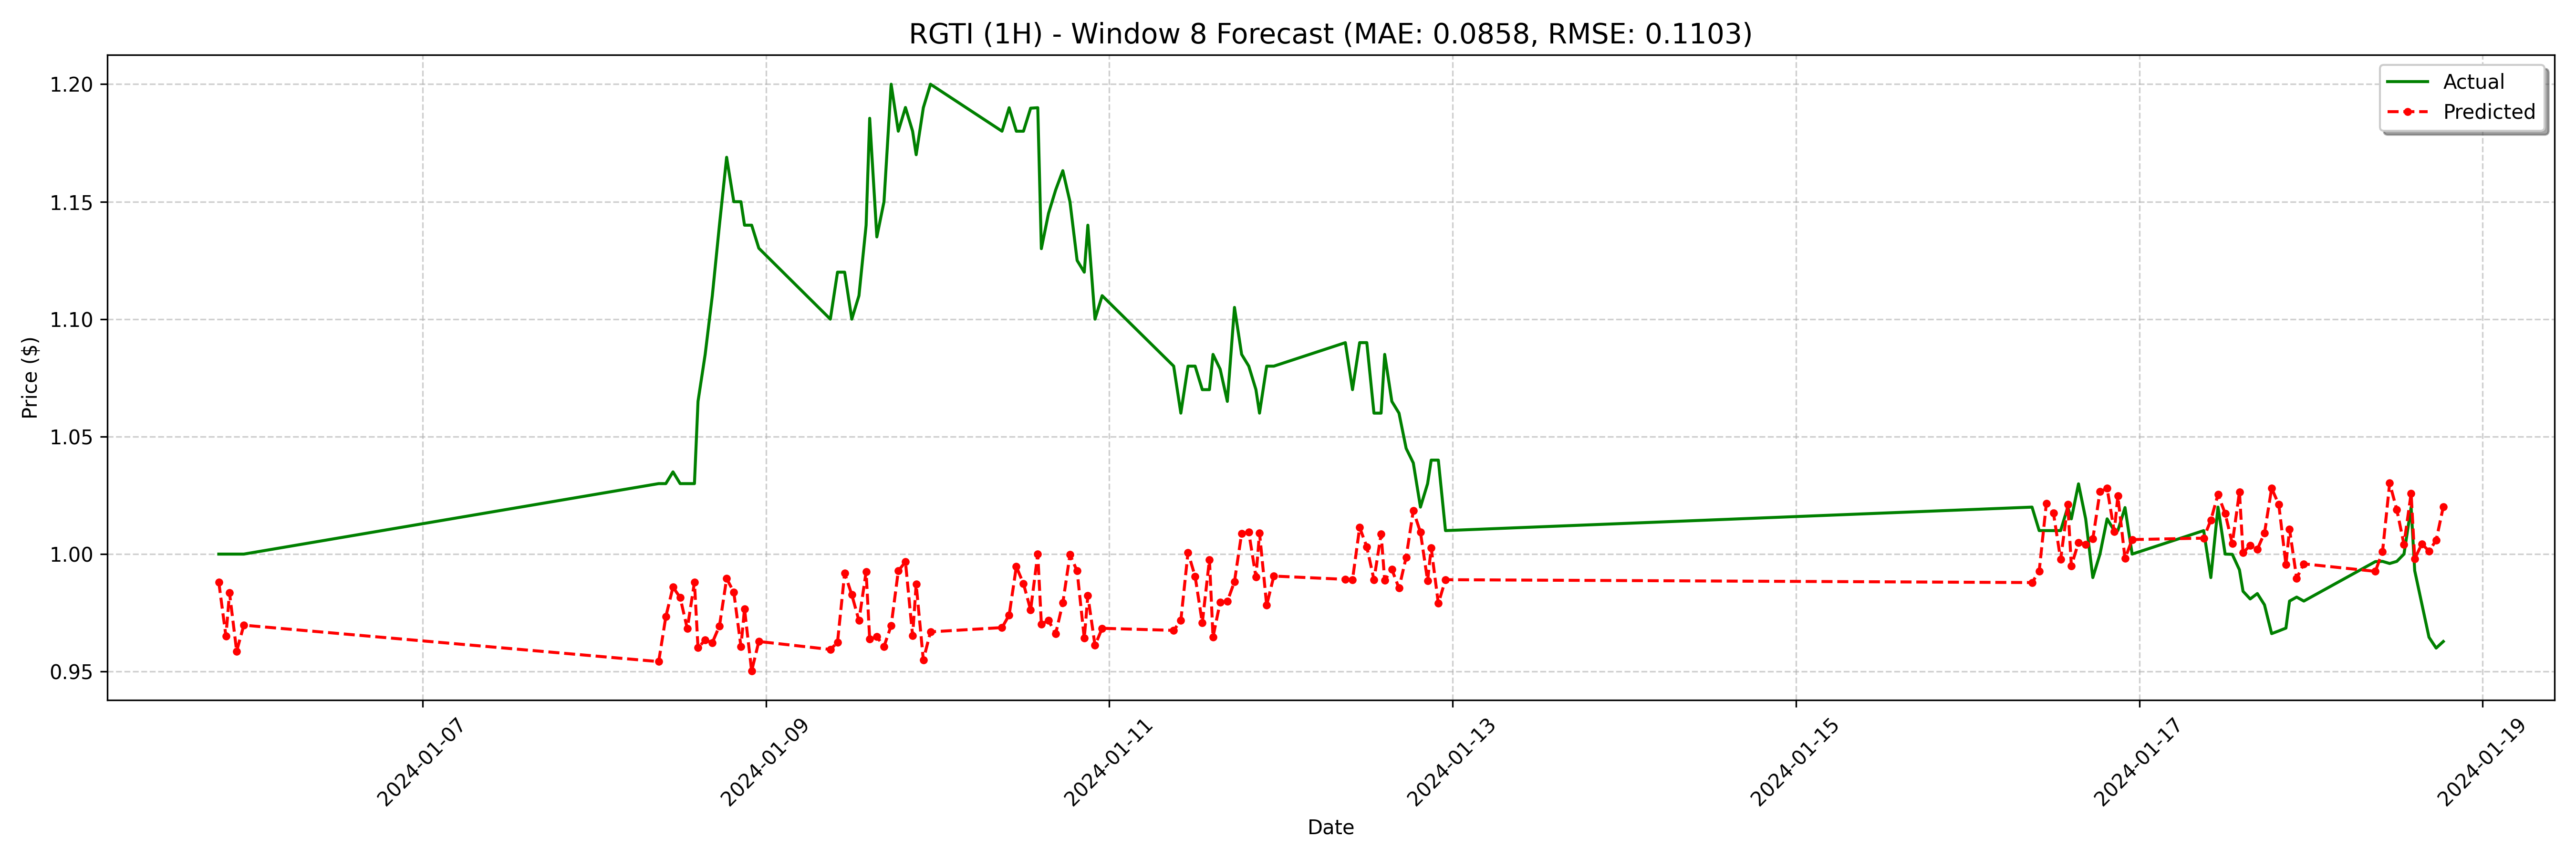 RGTI (1H) - Window 8 Forecast (MAE: 0.0858, RMSE: 0.1103)
Actual
Predicted
Price ($)
1.20
1.15
1.10
1.05
1.00
0.95
2024-01-07
2024-01-09
2024-01-11
2024-01-13
2024-01-15
2024-01-17
2024-01-19
Date